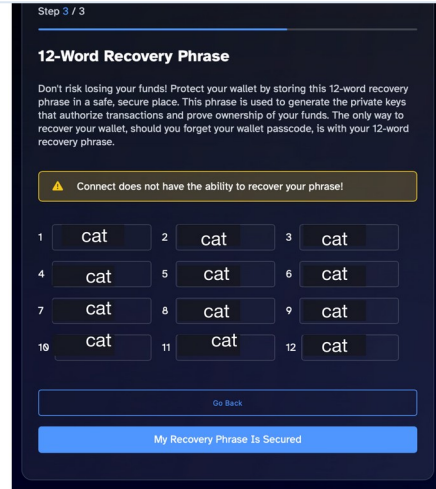 Step 3 / 3
12-Word Recovery Phrase
Don't risk losing your funds! Protect your wallet by storing this 12-word recovery
phrase in a safe, secure place. This phrase is used to generate the private keys
that authorize transactions and prove ownership of your funds. The only way to
recover your wallet, should you forget your wallet passcode, is with your 12-word
recovery phrase.
Connect does not have the ability to recover your phrase!
1 cat 2 cat 3 cat
4 cat 5 cat 6 cat
7 cat 8 cat 9 cat
10 cat 11 cat 12 cat
Go Back
My Recovery Phrase Is Secured